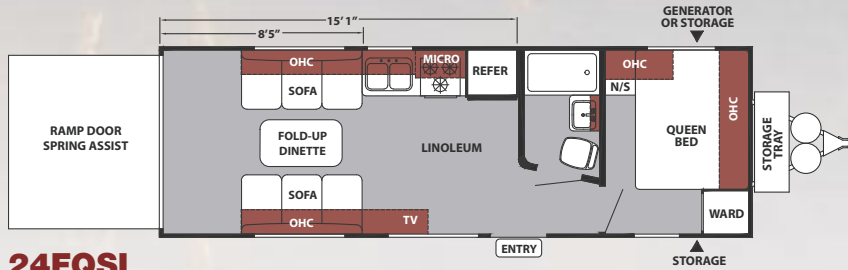 GENERATOR
OR STORAGE
15'1"
8'5"
OHC
MICRO
REFER
OHC
SOFA
N/S
RAMP DOOR
SPRING ASSIST
FOLD-UP
DINETTE
LINOLEUM
QUEEN
BED
OHC
STORAGE
TRAY
SOFA
OHC
TV
WARD
ENTRY
STORAGE